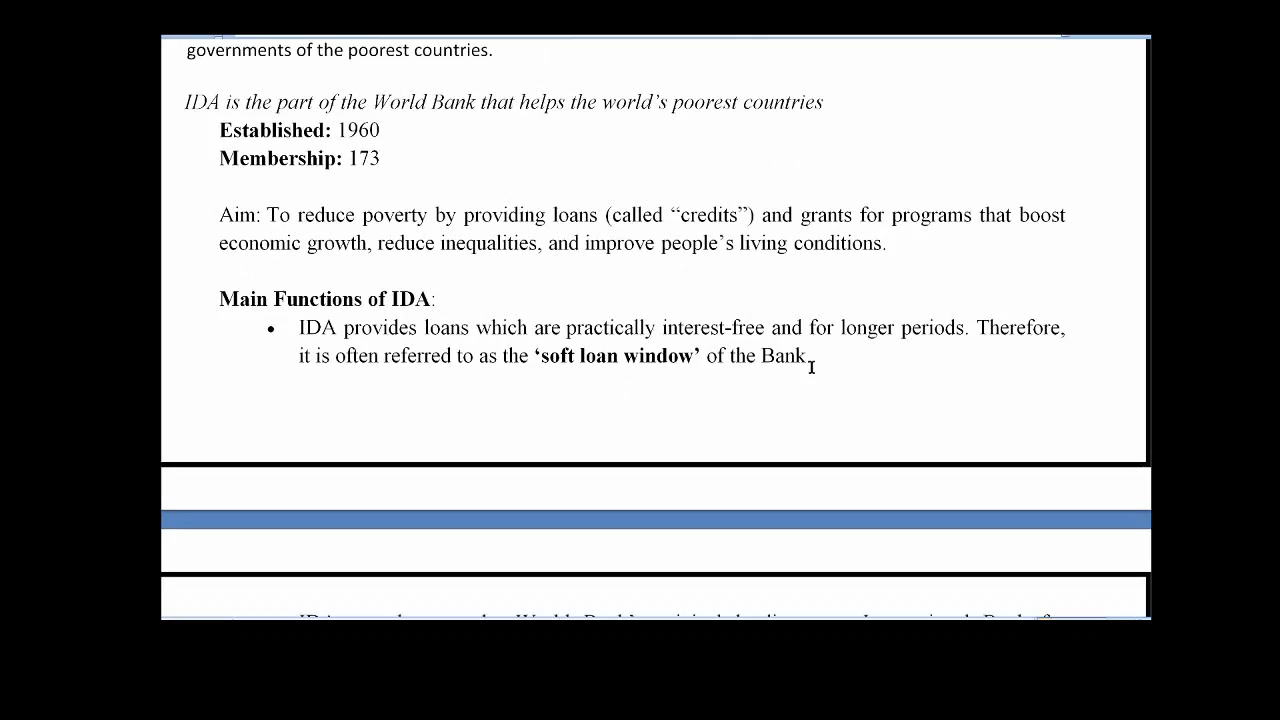 governments of the poorest countries.
IDA is the part of the World Bank that helps the world’s poorest countries
Established: 1960
Membership: 173
Aim: To reduce poverty by providing loans (called “credits”) and grants for programs that boost
economic growth, reduce inequalities, and improve people’s living conditions.
Main Functions of IDA:
• IDA provides loans which are practically interest-free and for longer periods. Therefore,
it is often referred to as the ‘soft loan window’ of the Bank